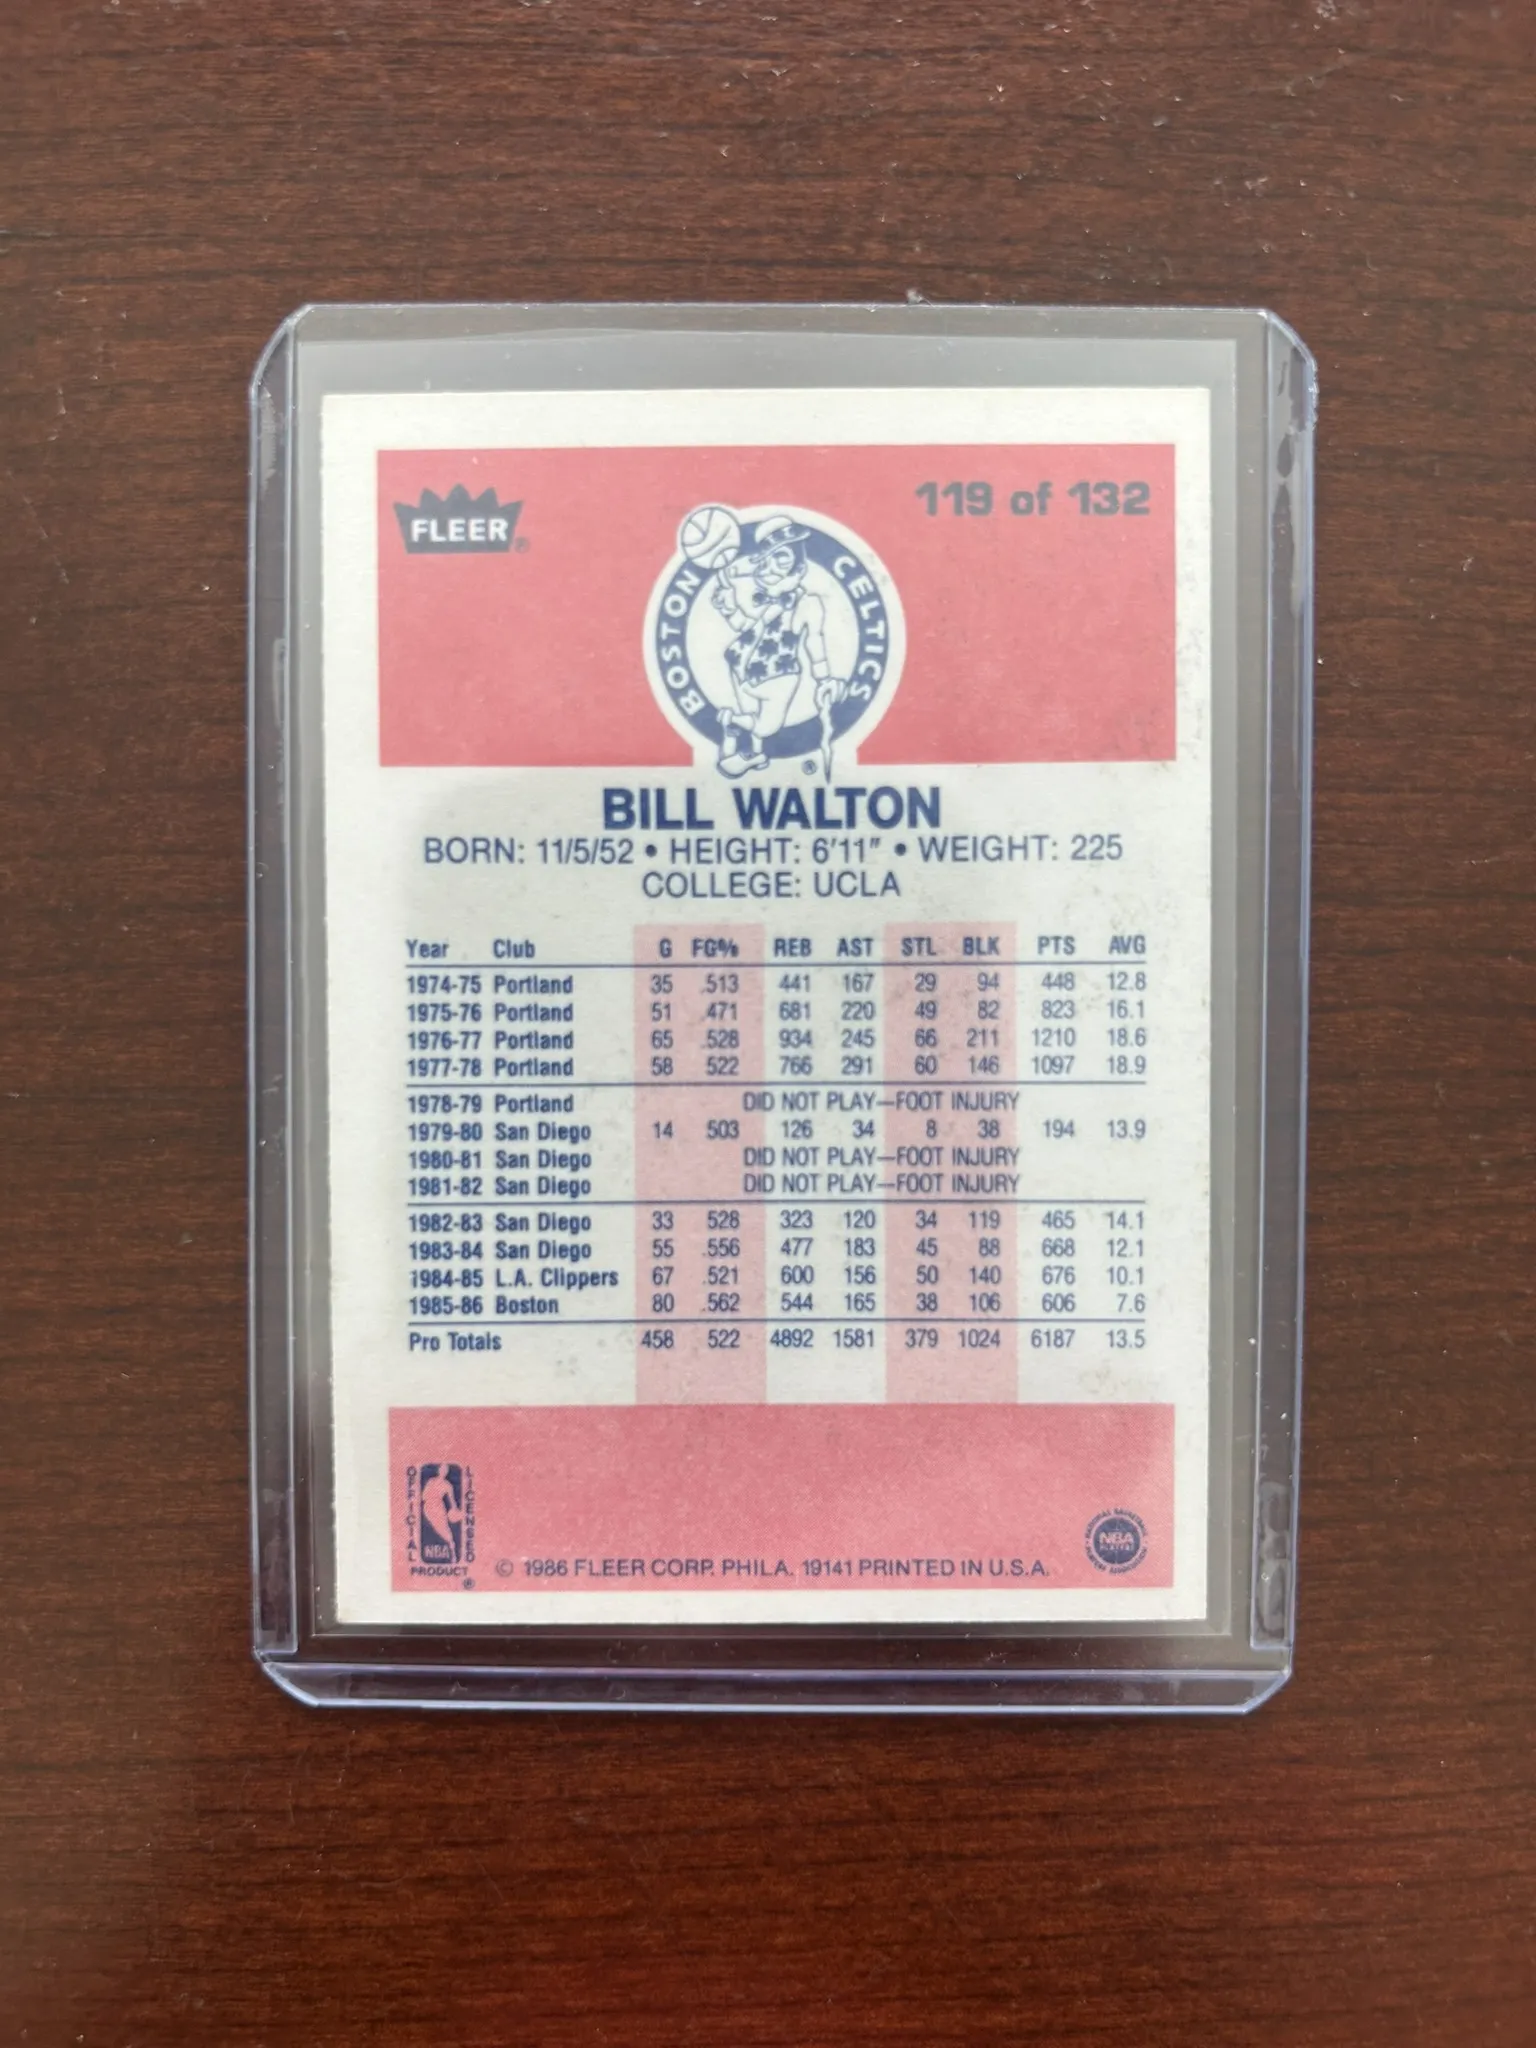 FLEER®
119 of 132
BOSTON CELTICS
®
BILL WALTON
BORN: 11/5/52 • HEIGHT: 6'11" • WEIGHT: 225
COLLEGE: UCLA
Year Club G FG% REB AST STL BLK PTS AVG
1974-75 Portland 35 .513 441 167 29 94 448 12.8
1975-76 Portland 51 .471 681 220 49 82 823 16.1
1976-77 Portland 65 .528 934 245 66 211 1210 18.6
1977-78 Portland 58 .522 766 291 60 146 1097 18.9
1978-79 Portland DID NOT PLAY—FOOT INJURY
1979-80 San Diego 14 .503 126 34 8 38 194 13.9
1980-81 San Diego DID NOT PLAY—FOOT INJURY
1981-82 San Diego DID NOT PLAY—FOOT INJURY
1982-83 San Diego 33 .528 323 120 34 119 465 14.1
1983-84 San Diego 55 .556 477 183 45 88 668 12.1
1984-85 L.A. Clippers 67 .521 600 156 50 140 676 10.1
1985-86 Boston 80 .562 544 165 38 106 606 7.6
Pro Totals 458 .522 4892 1581 379 1024 6187 13.5
OFFICIAL LICENSED
NBA
PRODUCT ®
© 1986 FLEER CORP. PHILA. 19141 PRINTED IN U.S.A.
NATIONAL BASKETBALL
NBA
PLAYERS